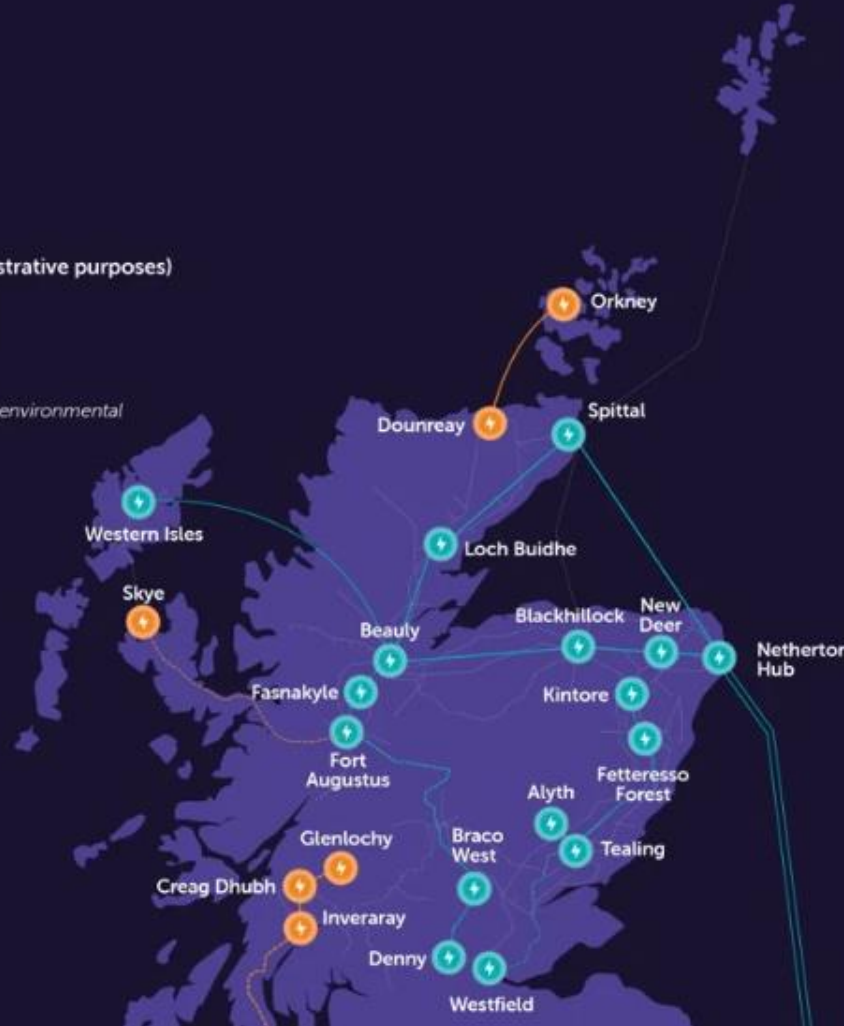 strative purposes)
Orkney
environmental
Spittal
Dounreay
Western Isles
Loch Buidhe
Skye
New
Blackhillock
Deer
Beauly
Netherton
Hub
Fasnakyle
Kintore
Fort
Augustus
Fetteresso
Forest
Alyth
Glenlochy
Braco
West
Tealing
Creag Dhubh
Inveraray
Denny
Westfield